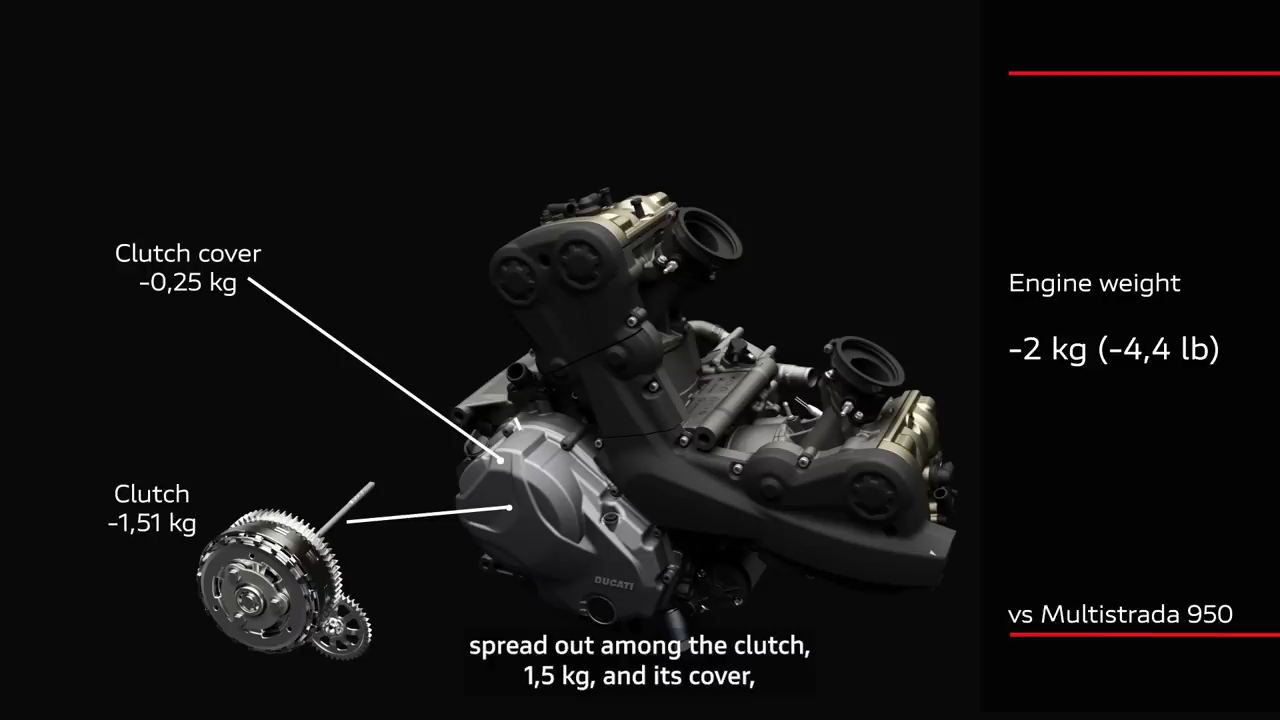 Clutch cover
-0,25 kg
Engine weight
-2 kg (-4,4 lb)
Clutch
-1,51 kg
DUCATI
vs Multistrada 950
spread out among the clutch,
1,5 kg, and its cover,